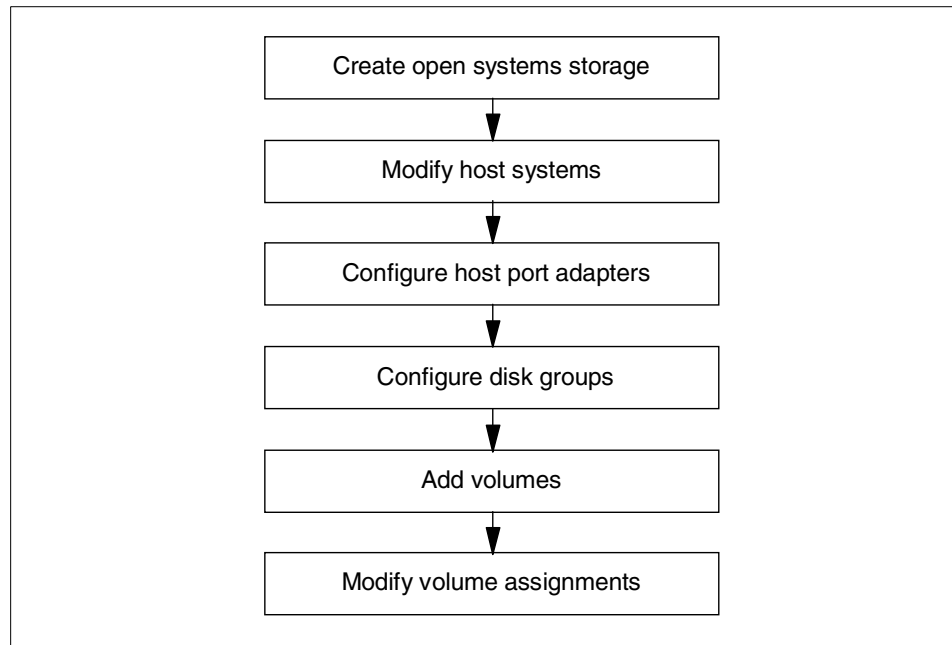 Create open systems storage
Modify host systems
Configure host port adapters
Configure disk groups
Add volumes
Modify volume assignments